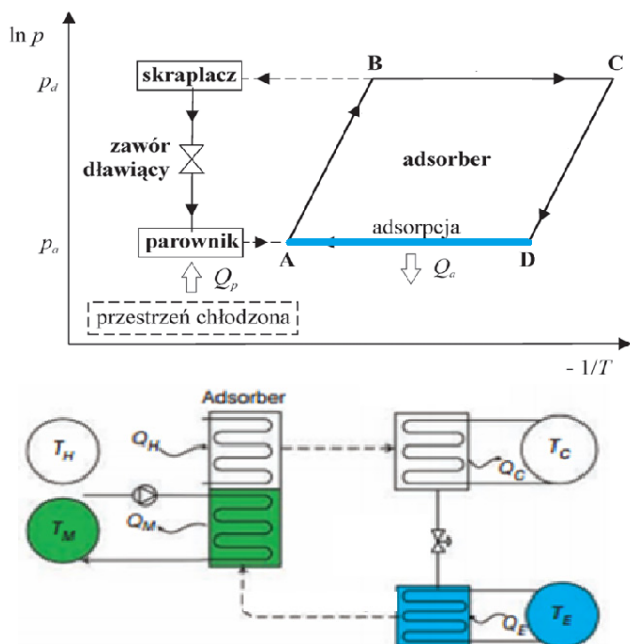 ln p
B
C
skraplacz
p_d
zawór
dławiący
adsorber
adsorpcja
parownik
p_a
A
D
Q_p
Q_a
przestrzeń chłodzona
- 1/T
Adsorber
T_H
Q_H
T_C
Q_C
T_M
Q_M
T_E
Q_E